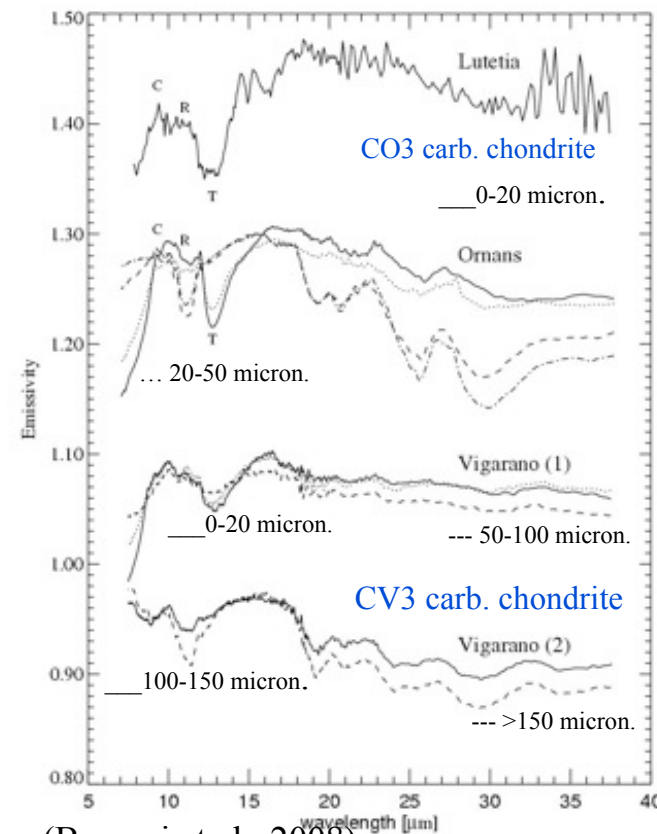 1.50
Lutetia
C
R
1.40
CO3 carb. chondrite
T
___0-20 micron.
1.30
C
R
Ornans
T
1.20
... 20-50 micron.
Emissivity
1.10
Vigarano (1)
___0-20 micron.
--- 50-100 micron.
1.00
CV3 carb. chondrite
Vigarano (2)
0.90
___100-150 micron.
--- >150 micron.
0.80
5 10 15 20 25 30 35 40
wavelength [μm]